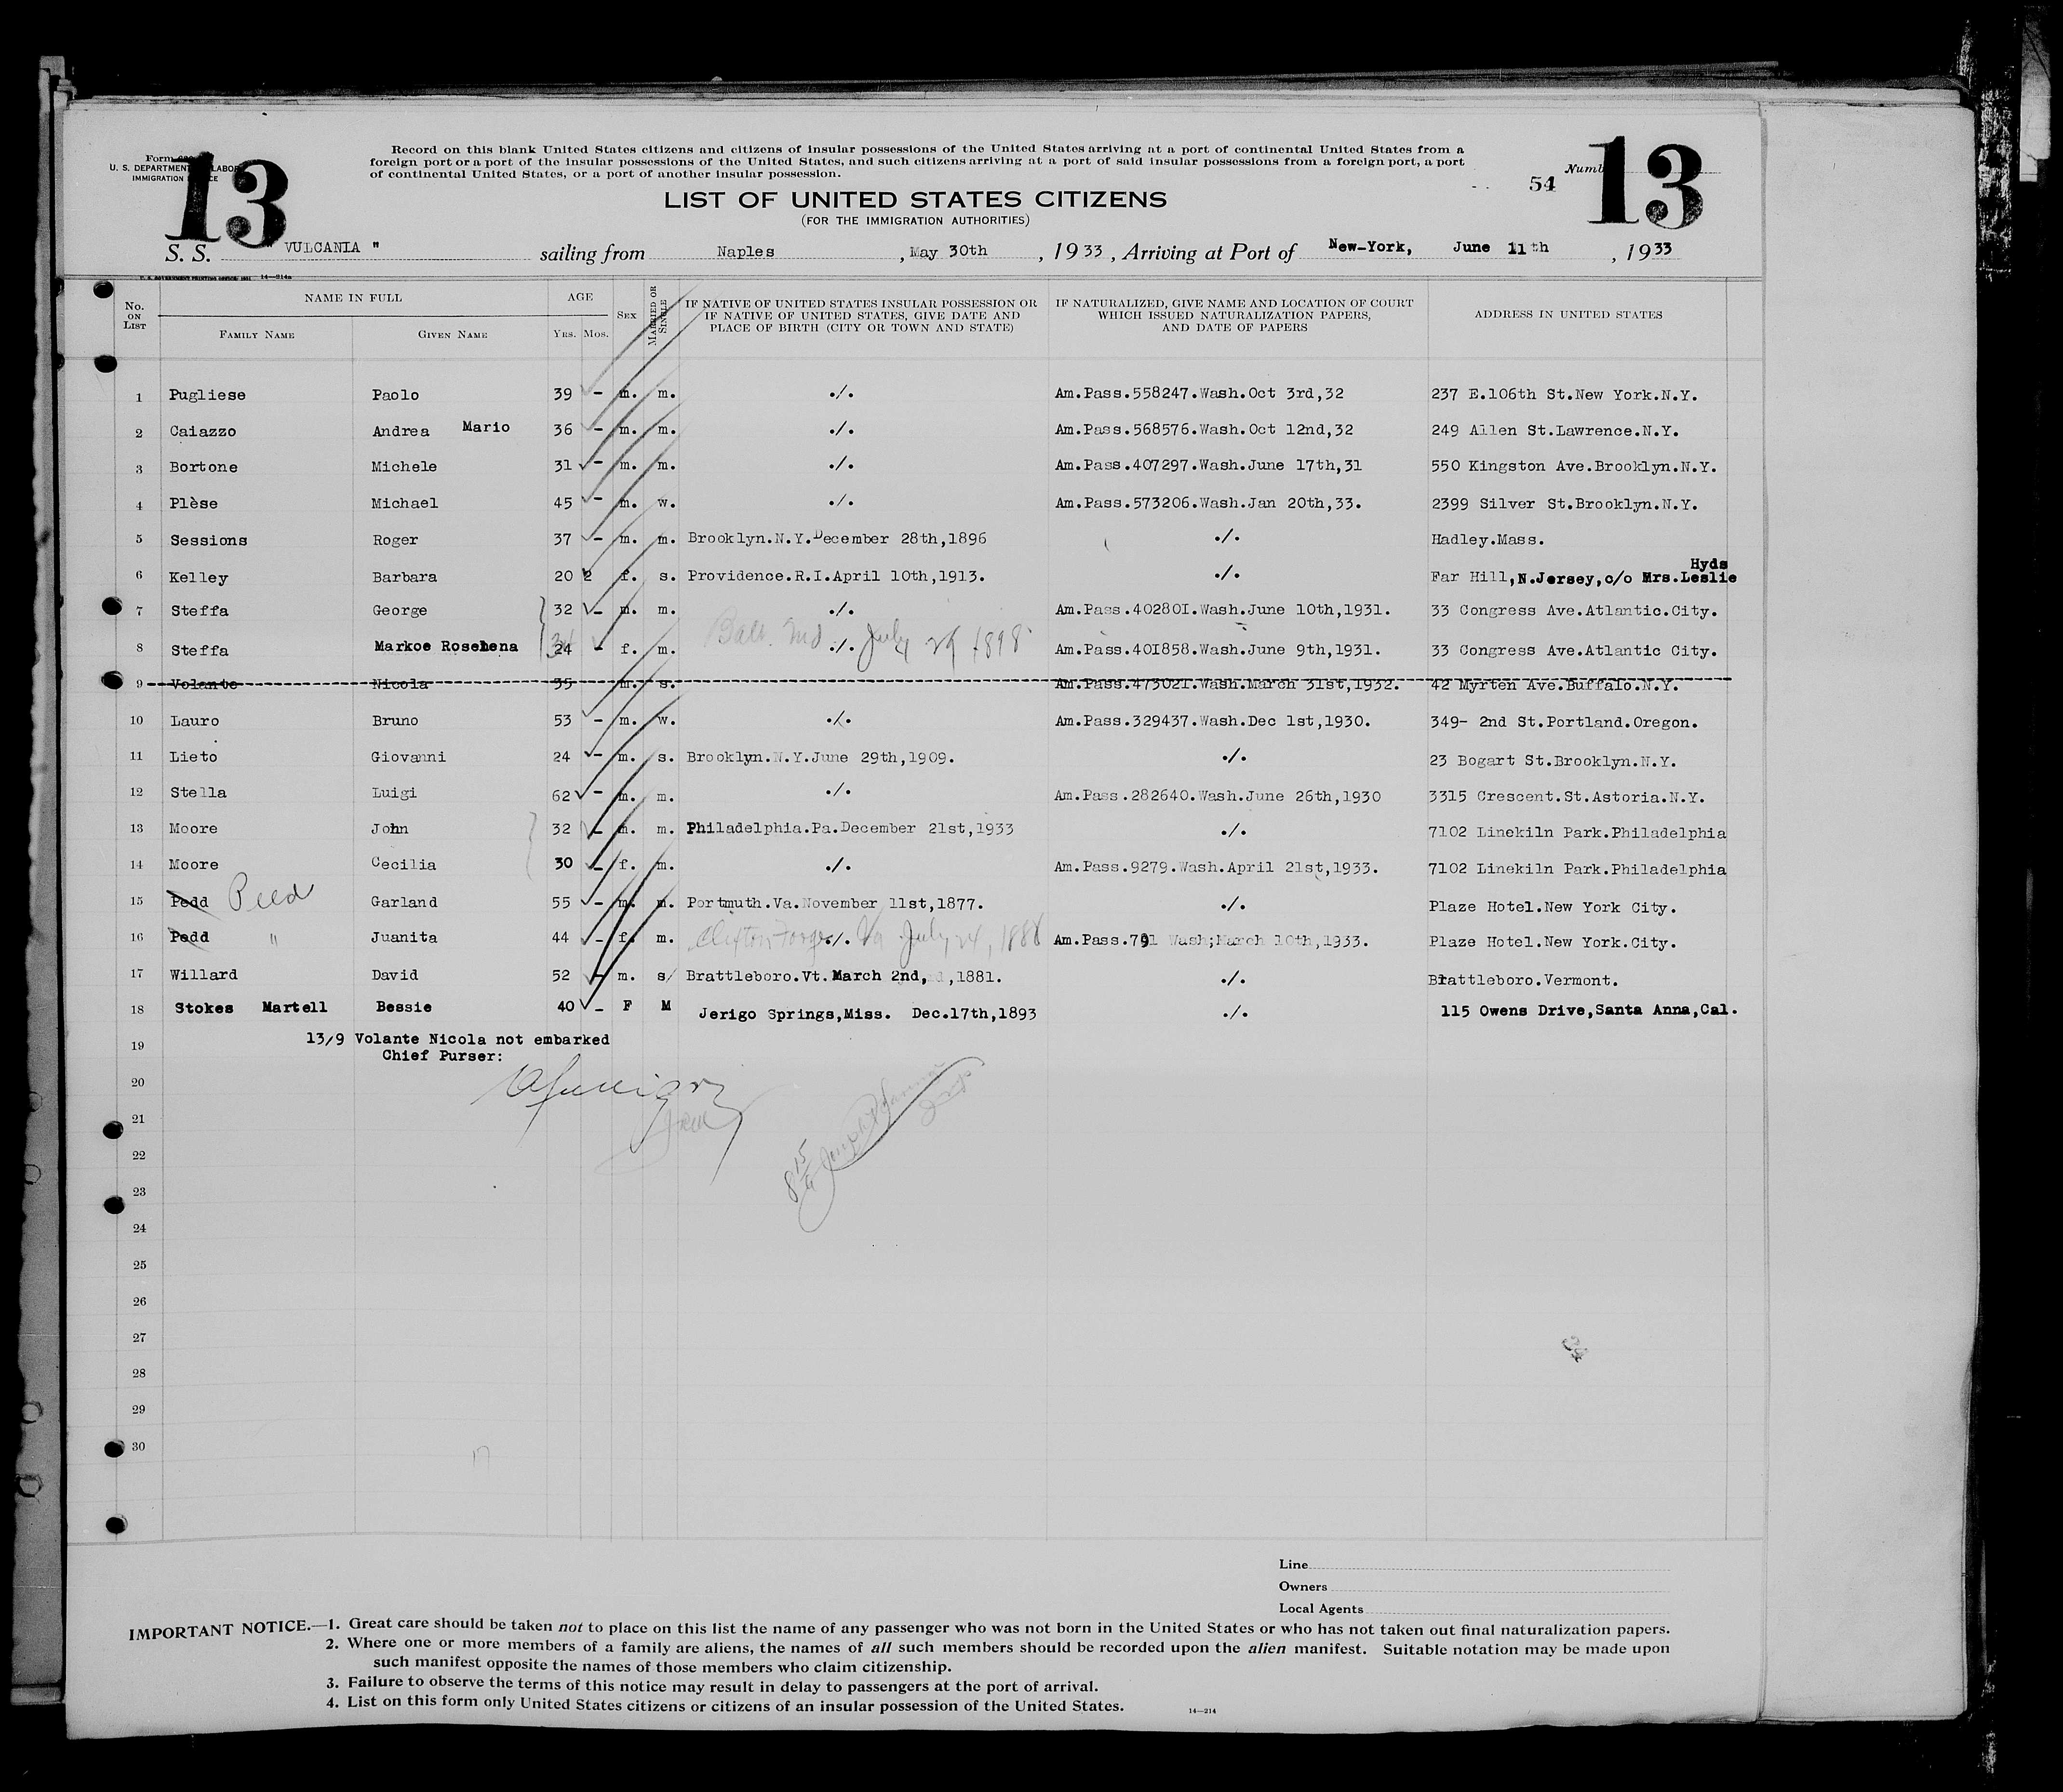 13
13
Form
U. S. DEPARTMENT LABOR
IMMIGRATION
Record on this blank United States citizens and citizens of insular possessions of the United States arriving at a port of continental United States from a
foreign port or a port of the insular possessions of the United States, and such citizens arriving at a port of said insular possessions from a foreign port, a port
of continental United States, or a port of another insular possession.
54
LIST OF UNITED STATES CITIZENS
(FOR THE IMMIGRATION AUTHORITIES)
S. S. " VULCANIA " sailing from Naples , May 30th , 1933 , Arriving at Port of New-York, June 11th , 1933
U. S. GOVERNMENT PRINTING OFFICE: 1931 14—214a
No. ON LIST
NAME IN FULL
FAMILY NAME GIVEN NAME
AGE
YRS. MOS.
SEX
MARRIED OR SINGLE
IF NATIVE OF UNITED STATES INSULAR POSSESSION OR
IF NATIVE OF UNITED STATES, GIVE DATE AND
PLACE OF BIRTH (CITY OR TOWN AND STATE)
IF NATURALIZED, GIVE NAME AND LOCATION OF COURT
WHICH ISSUED NATURALIZATION PAPERS,
AND DATE OF PAPERS
ADDRESS IN UNITED STATES
1 Pugliese Paolo 39 - m. m. ./. Am.Pass.558247.Wash.Oct 3rd,32 237 E.106th St.New York.N.Y.
2 Caiazzo Andrea Mario 36 - m. m. ./. Am.Pass.568576.Wash.Oct 12nd,32 249 Allen St.Lawrence.N.Y.
3 Bortone Michele 31 - m. m. ./. Am.Pass.407297.Wash.June 17th,31 550 Kingston Ave.Brooklyn.N.Y.
4 Plèse Michael 45 - m. w. ./. Am.Pass.573206.Wash.Jan 20th,33. 2399 Silver St.Brooklyn.N.Y.
5 Sessions Roger 37 - m. m. Brooklyn.N.Y.December 28th,1896 ./. Hadley.Mass.
6 Kelley Barbara 20 2 f. s. Providence.R.I.April 10th,1913. ./. Far Hill,N.Jersey,c/o Mrs.Leslie Hyds
7 Steffa George 32 - m. m. ./. Am.Pass.402801.Wash.June 10th,1931. 33 Congress Ave.Atlantic.City.
8 Steffa Markoe Rosehena 34 24 - f. m. Balt. Md ./. July 29 1898 Am.Pass.401858.Wash.June 9th,1931. 33 Congress Ave.Atlantic City.
9 Volante Nicola 35 m. s. Am.Pass.473021.Wash.March 31st,1932. 42 Myrten Ave.Buffalo.N.Y.
10 Lauro Bruno 53 - m. w. ./. Am.Pass.329437.Wash.Dec 1st,1930. 349- 2nd St.Portland.Oregon.
11 Lieto Giovanni 24 - m. s. Brooklyn.N.Y.June 29th,1909. ./. 23 Bogart St.Brooklyn.N.Y.
12 Stella Luigi 62 - m. m. ./. Am.Pass.282640.Wash.June 26th,1930 3315 Crescent.St.Astoria.N.Y.
13 Moore John 32 - m. m. Philadelphia.Pa.December 21st,1933 ./. 7102 Linekiln Park.Philadelphia
14 Moore Cecilia 30 - f. m. ./. Am.Pass.9279.Wash.April 21st,1933. 7102 Linekiln Park.Philadelphia
15 Pedd Peed Garland 55 - m. m. Portmuth.Va.November 11st,1877. ./. Plaze Hotel.New York City.
16 Pedd " Juanita 44 - f. m. Clifton Forge ./. Va July 24, 1888 Am.Pass.791 Wash;March 10th,1933. Plaze Hotel.New York.City.
17 Willard David 52 - m. s/ Brattleboro.Vt.March 2nd, ,1881. ./. Brattleboro.Vermont.
18 Stokes Martell Bessie 40 - F M Jerigo Springs,Miss. Dec.17th,1893 ./. 115 Owens Drive,Santa Anna,Cal.
19 13/9 Volante Nicola not embarked
Chief Purser:
20
21
22
23
24
25
26
27
28
29
30
Line
Owners
Local Agents
IMPORTANT NOTICE.—1. Great care should be taken not to place on this list the name of any passenger who was not born in the United States or who has not taken out final naturalization papers.
2. Where one or more members of a family are aliens, the names of all such members should be recorded upon the alien manifest. Suitable notation may be made upon
such manifest opposite the names of those members who claim citizenship.
3. Failure to observe the terms of this notice may result in delay to passengers at the port of arrival.
4. List on this form only United States citizens or citizens of an insular possession of the United States.
14—214